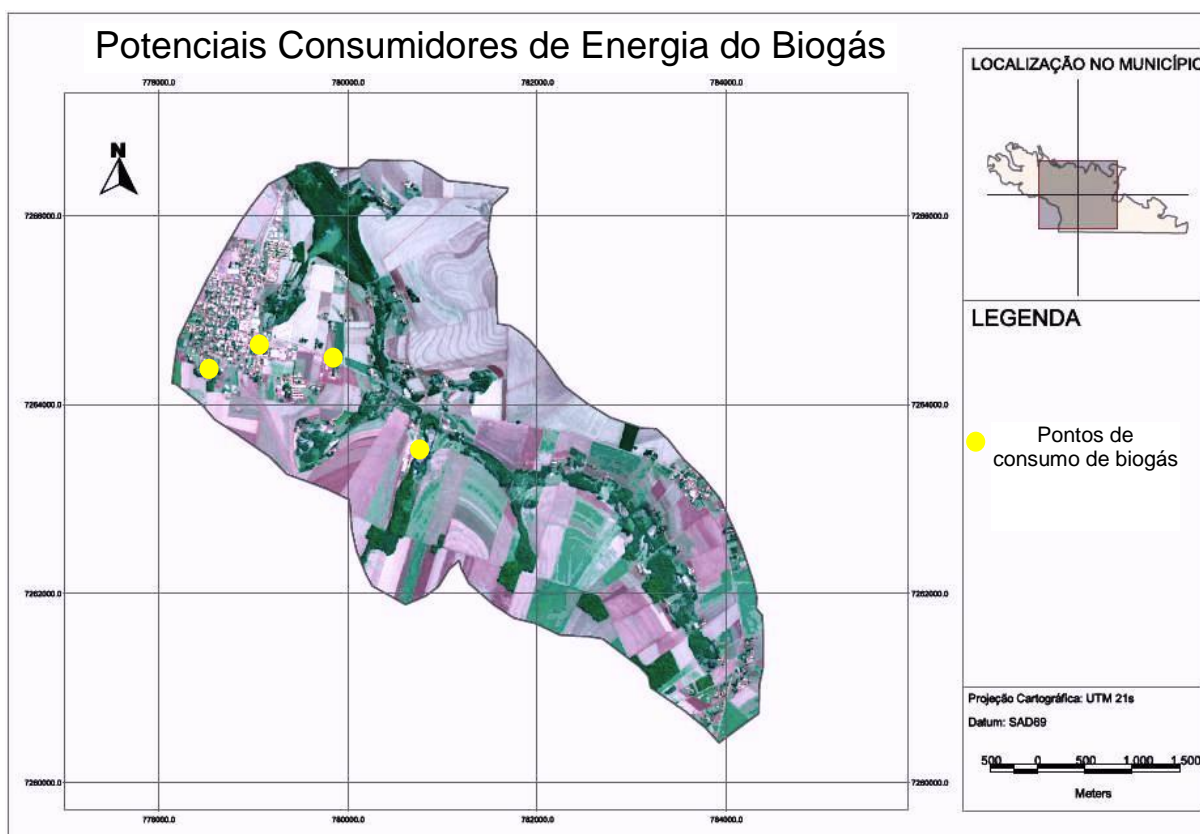 Potenciais Consumidores de Energia do Biogás
778000.0 780000.0 782000.0 784000.0
N
7266000.0 7266000.0
7264000.0 7264000.0
7262000.0 7262000.0
7260000.0 7260000.0
778000.0 780000.0 782000.0 784000.0
LOCALIZAÇÃO NO MUNICÍPIO
LEGENDA
Pontos de
consumo de biogás
Projeção Cartográfica: UTM 21s
Datum: SAD69
500 0 500 1.000 1.500
Meters